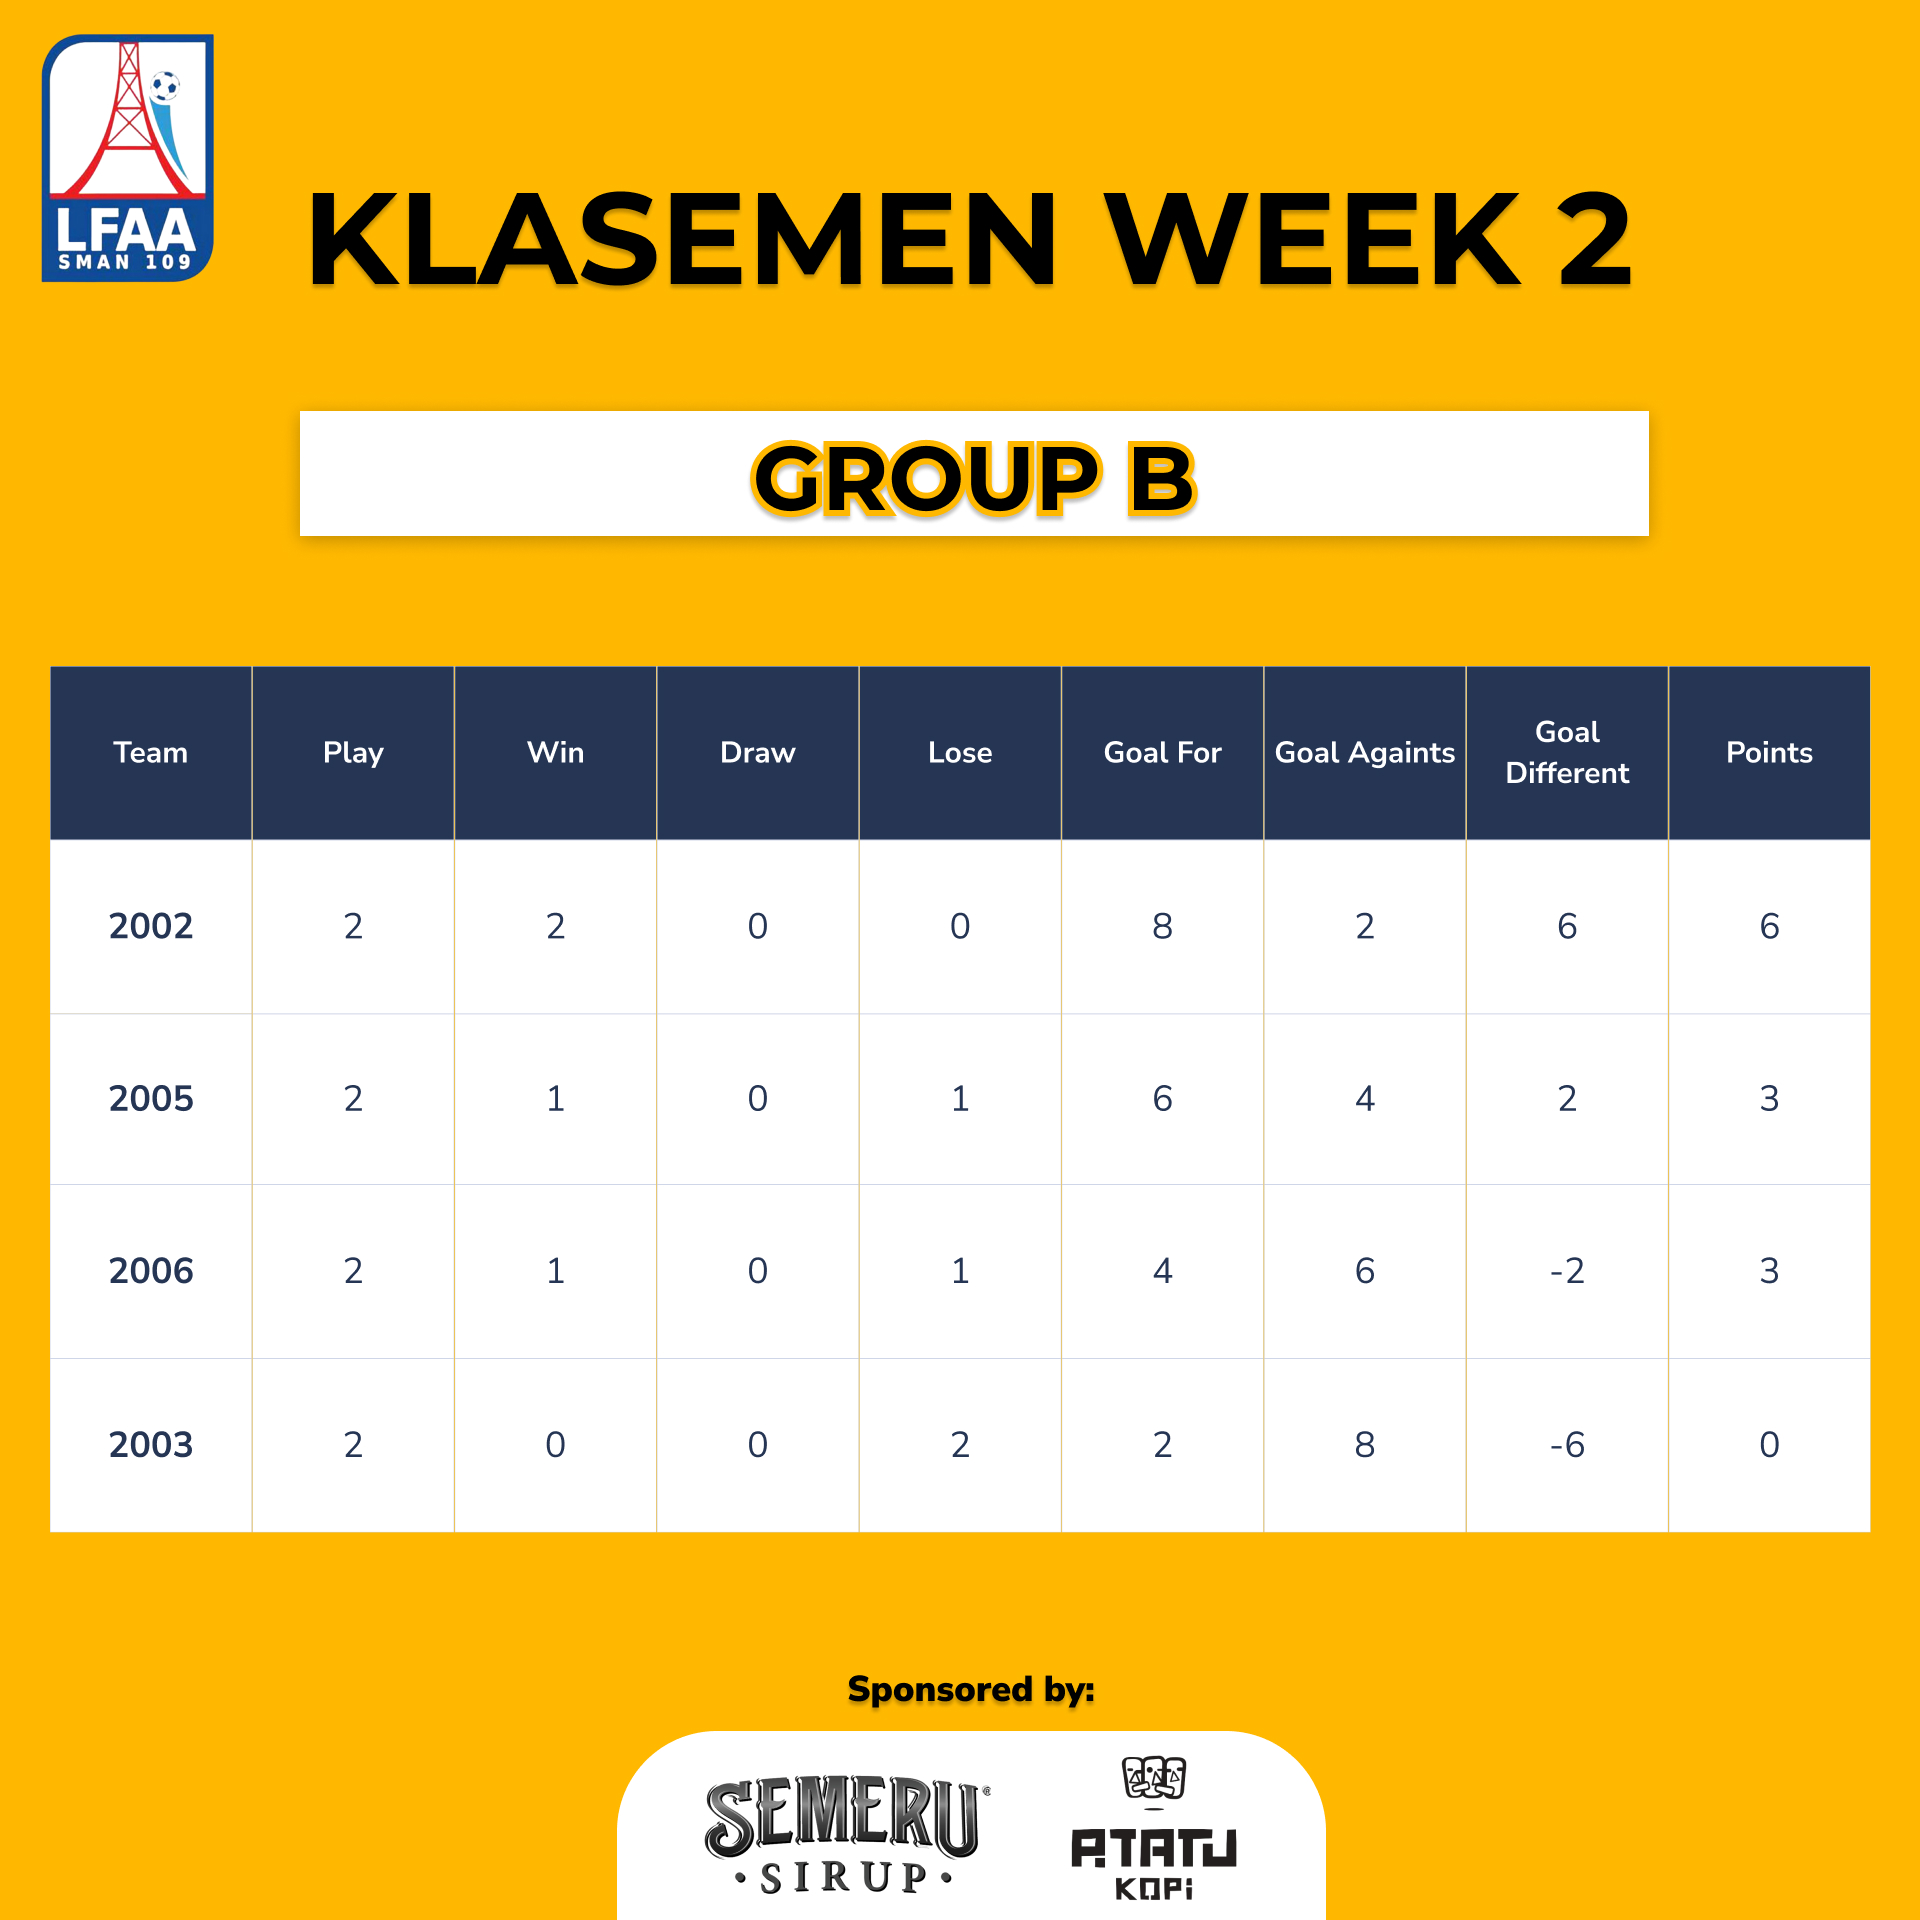 LFAA
SMAN 109
KLASEMEN WEEK 2
GROUP B
Team Play Win Draw Lose Goal For Goal Againts Goal Different Points
2002 2 2 0 0 8 2 6 6
2005 2 1 0 1 6 4 2 3
2006 2 1 0 1 4 6 -2 3
2003 2 0 0 2 2 8 -6 0
Sponsored by:
SEMERU®
• SIRUP •
P.TATU
KOPi